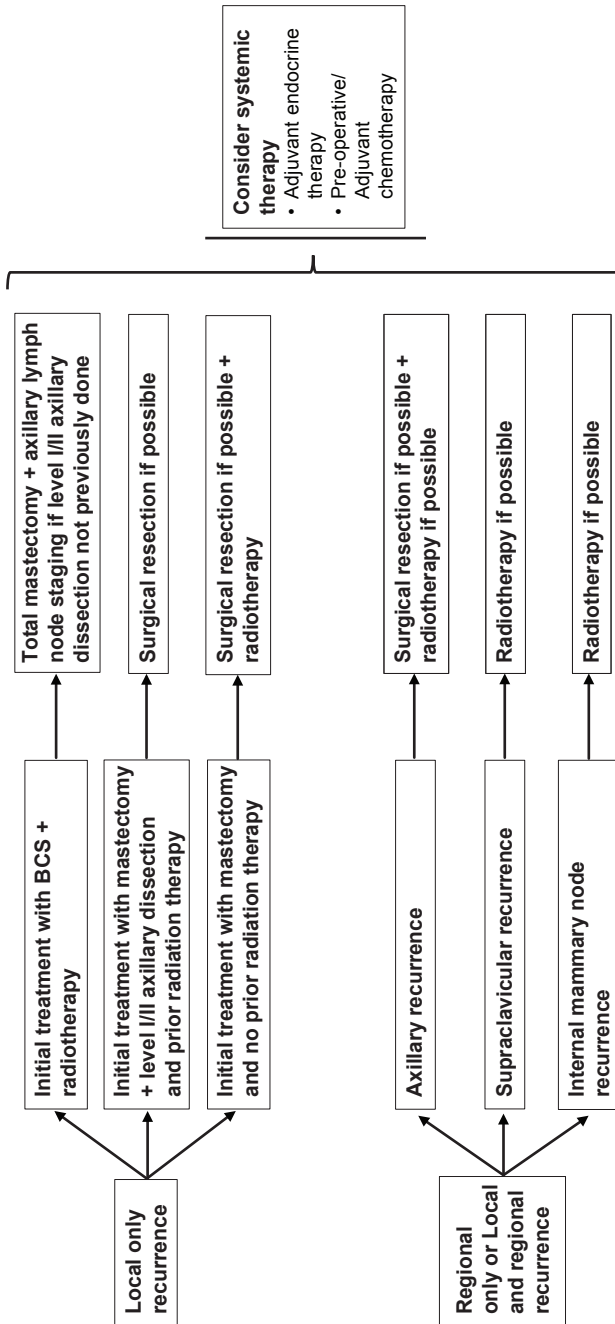 Local only
recurrence
Initial treatment with BCS +
radiotherapy
Total mastectomy + axillary lymph
node staging if level I/II axillary
dissection not previously done
Initial treatment with mastectomy
+ level I/II axillary dissection
and prior radiation therapy
Surgical resection if possible
Initial treatment with mastectomy
and no prior radiation therapy
Surgical resection if possible +
radiotherapy
Regional
only or Local
and regional
recurrence
Axillary recurrence
Surgical resection if possible +
radiotherapy if possible
Supraclavicular recurrence
Radiotherapy if possible
Internal mammary node
recurrence
Radiotherapy if possible
Consider systemic
therapy
• Adjuvant endocrine
therapy
• Pre-operative/
Adjuvant
chemotherapy